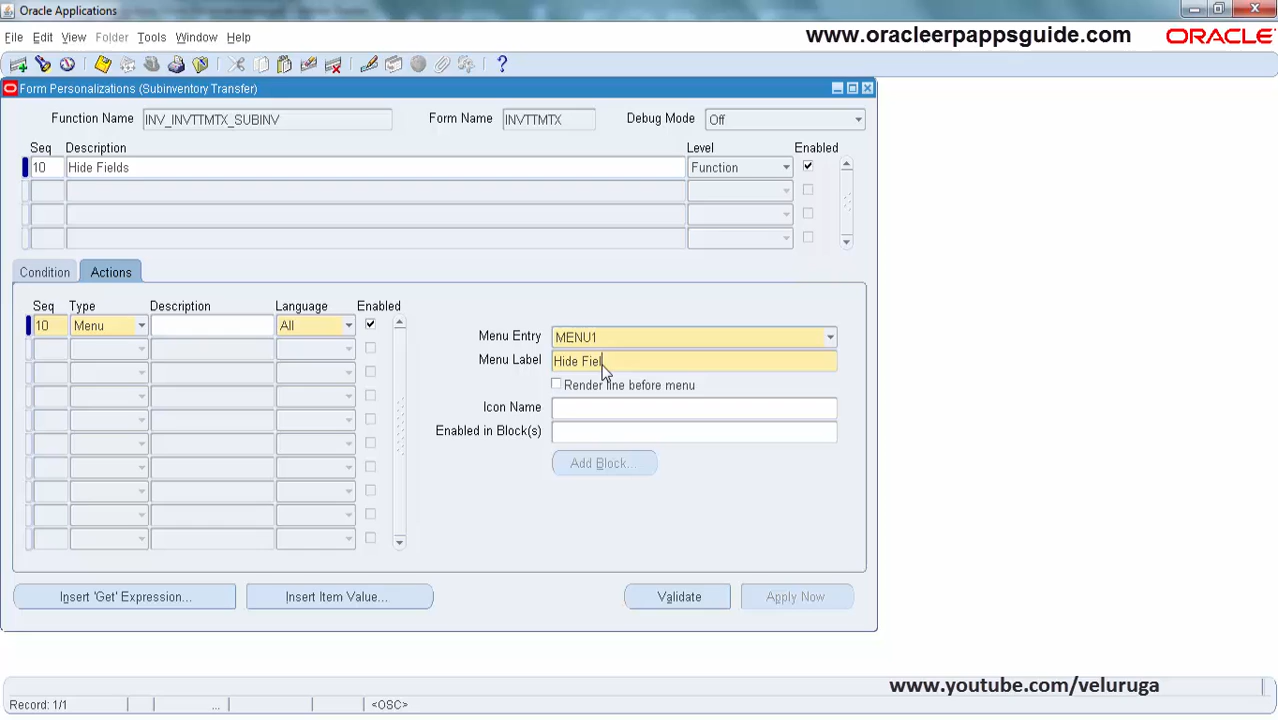 Oracle Applications
File Edit View Folder Tools Window Help
www.oracleerpappsguide.com ORACLE
Form Personalizations (Subinventory Transfer)
Function Name INV_INVTTMTX_SUBINV Form Name INVTTMTX Debug Mode Off
Seq Description Level Enabled
10 Hide Fields Function
Condition Actions
Seq Type Description Language Enabled
10 Menu All
Menu Entry MENU1
Menu Label Hide Fiel
Render line before menu
Icon Name
Enabled in Block(s)
Add Block...
Insert 'Get' Expression... Insert Item Value... Validate Apply Now
www.youtube.com/veluruga
Record: 1/1 ... <OSC>